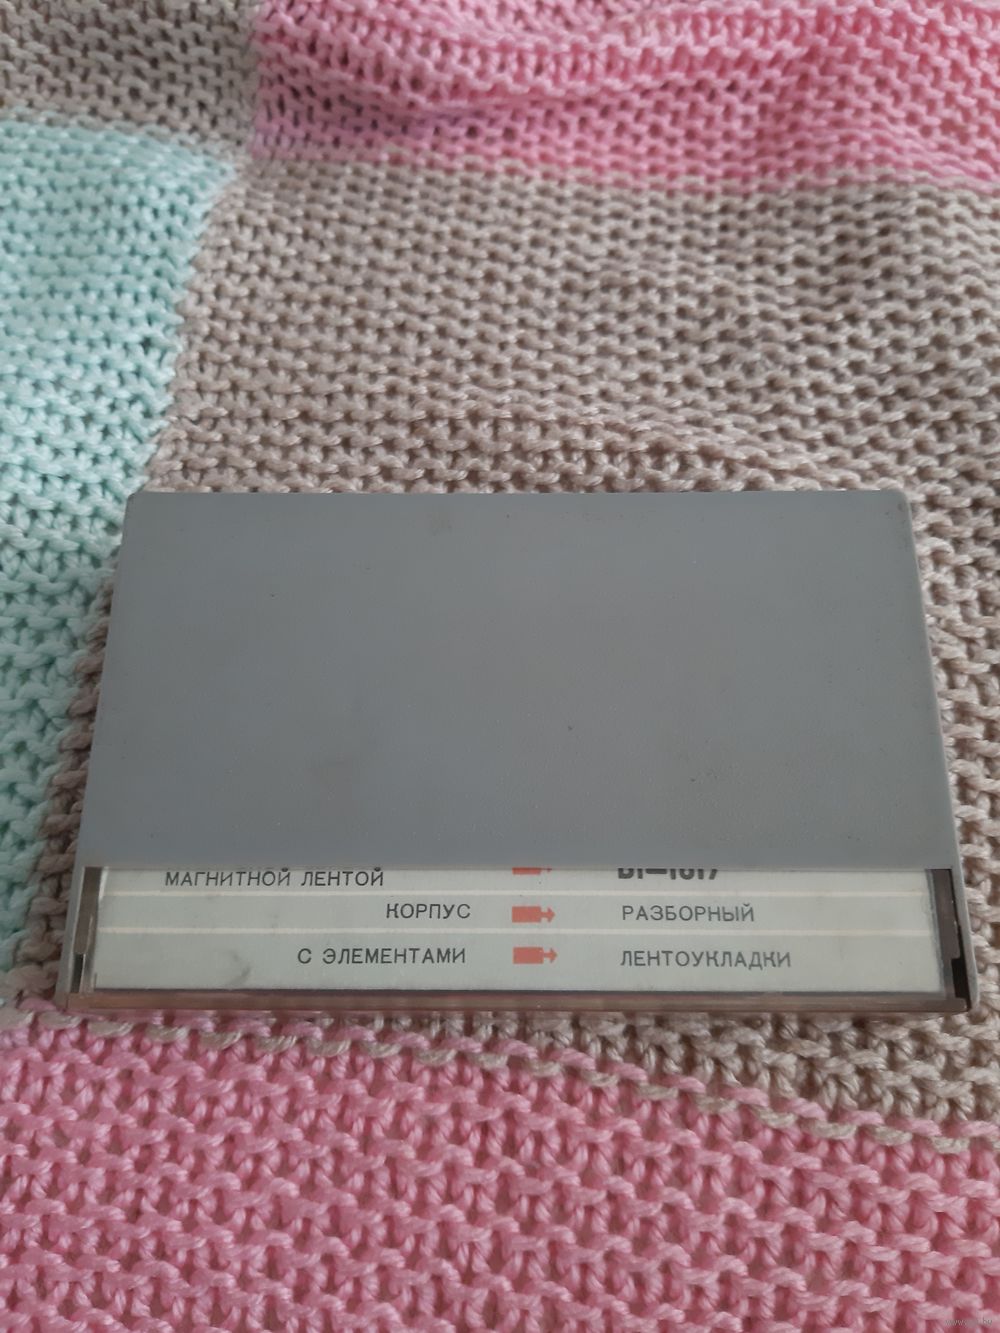 МАГНИТНОЙ ЛЕНТОЙ
КОРПУС РАЗБОРНЫЙ
С ЭЛЕМЕНТАМИ ЛЕНТОУКЛАДКИ